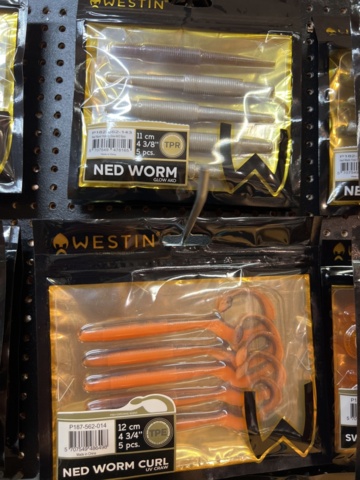 WESTIN
11 cm
4 3/8"
5 pcs.
TPR
NED WORM
GLOW AKO
NE
WESTIN
P187-562-014
12 cm
4 3/4"
5 pcs.
TPE
NED WORM CURL
UV CRAW
SW